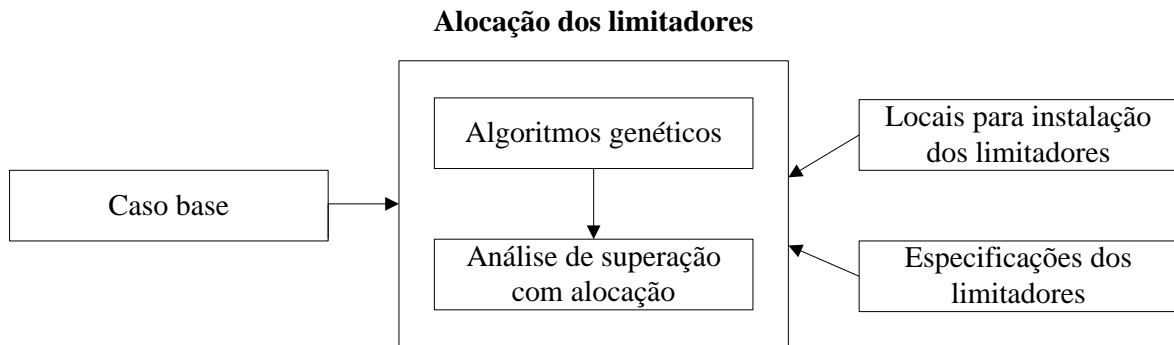 Alocação dos limitadores
Caso base
Algoritmos genéticos
Análise de superação
com alocação
Locais para instalação
dos limitadores
Especificações dos
limitadores